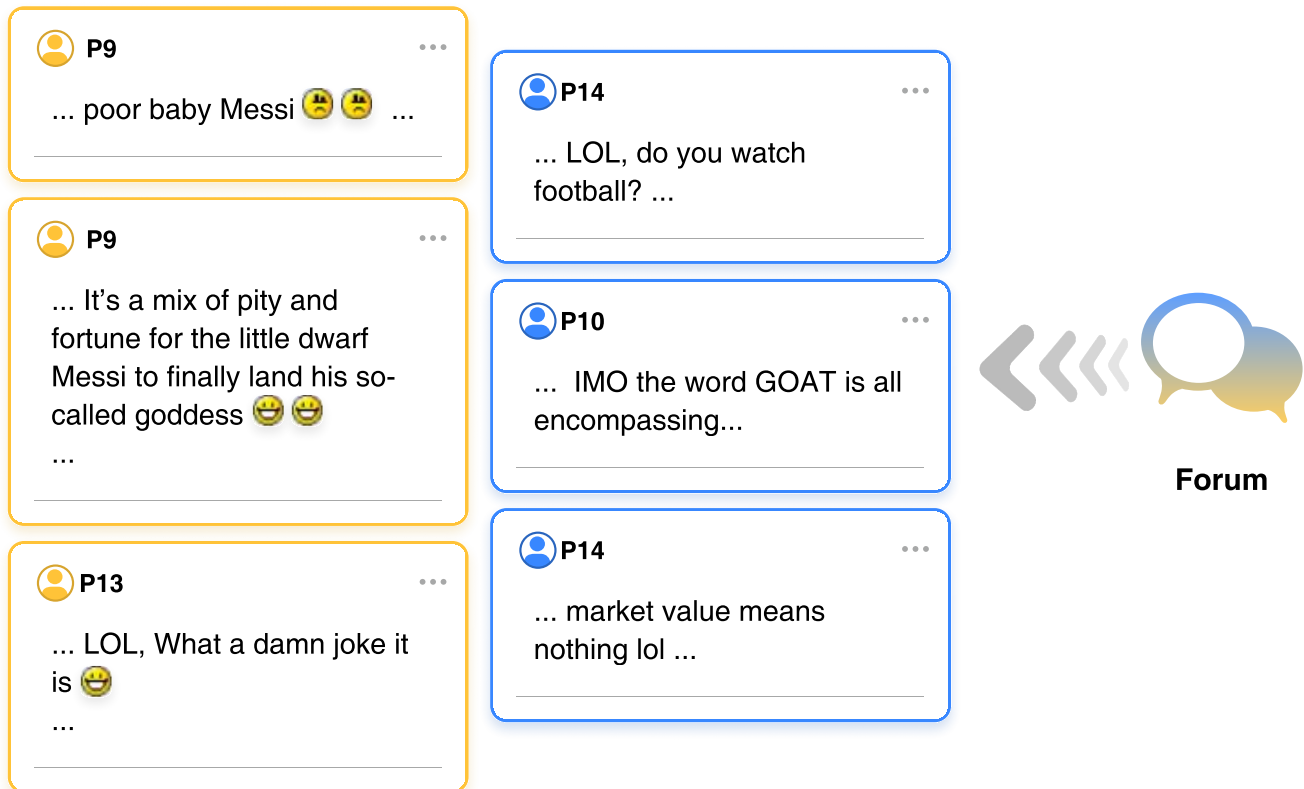 P9
... poor baby Messi ...
P9
... It’s a mix of pity and
fortune for the little dwarf
Messi to finally land his so-
called goddess
...
P13
... LOL, What a damn joke it
is
...
P14
... LOL, do you watch
football? ...
P10
... IMO the word GOAT is all
encompassing...
P14
... market value means
nothing lol ...
Forum